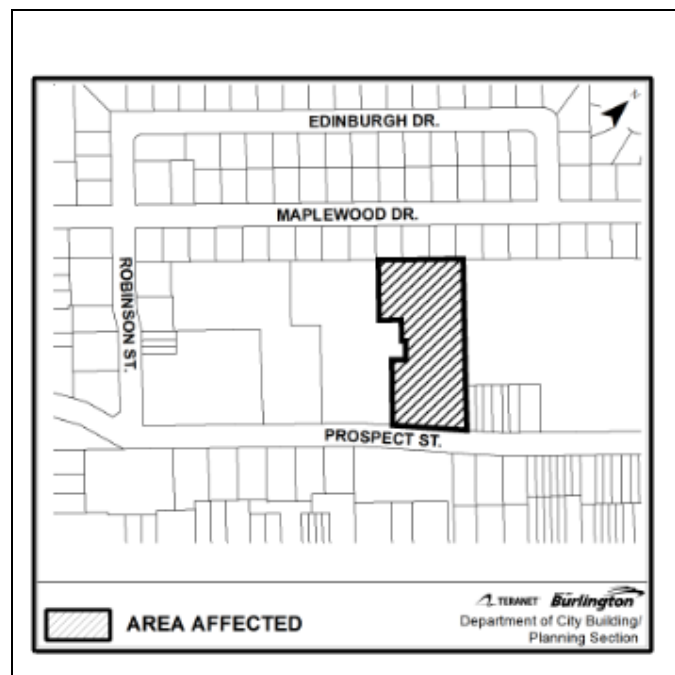 EDINBURGH DR.
MAPLEWOOD DR.
ROBINSON ST.
PROSPECT ST.
AREA AFFECTED
TERANET Burlington
Department of City Building/
Planning Section